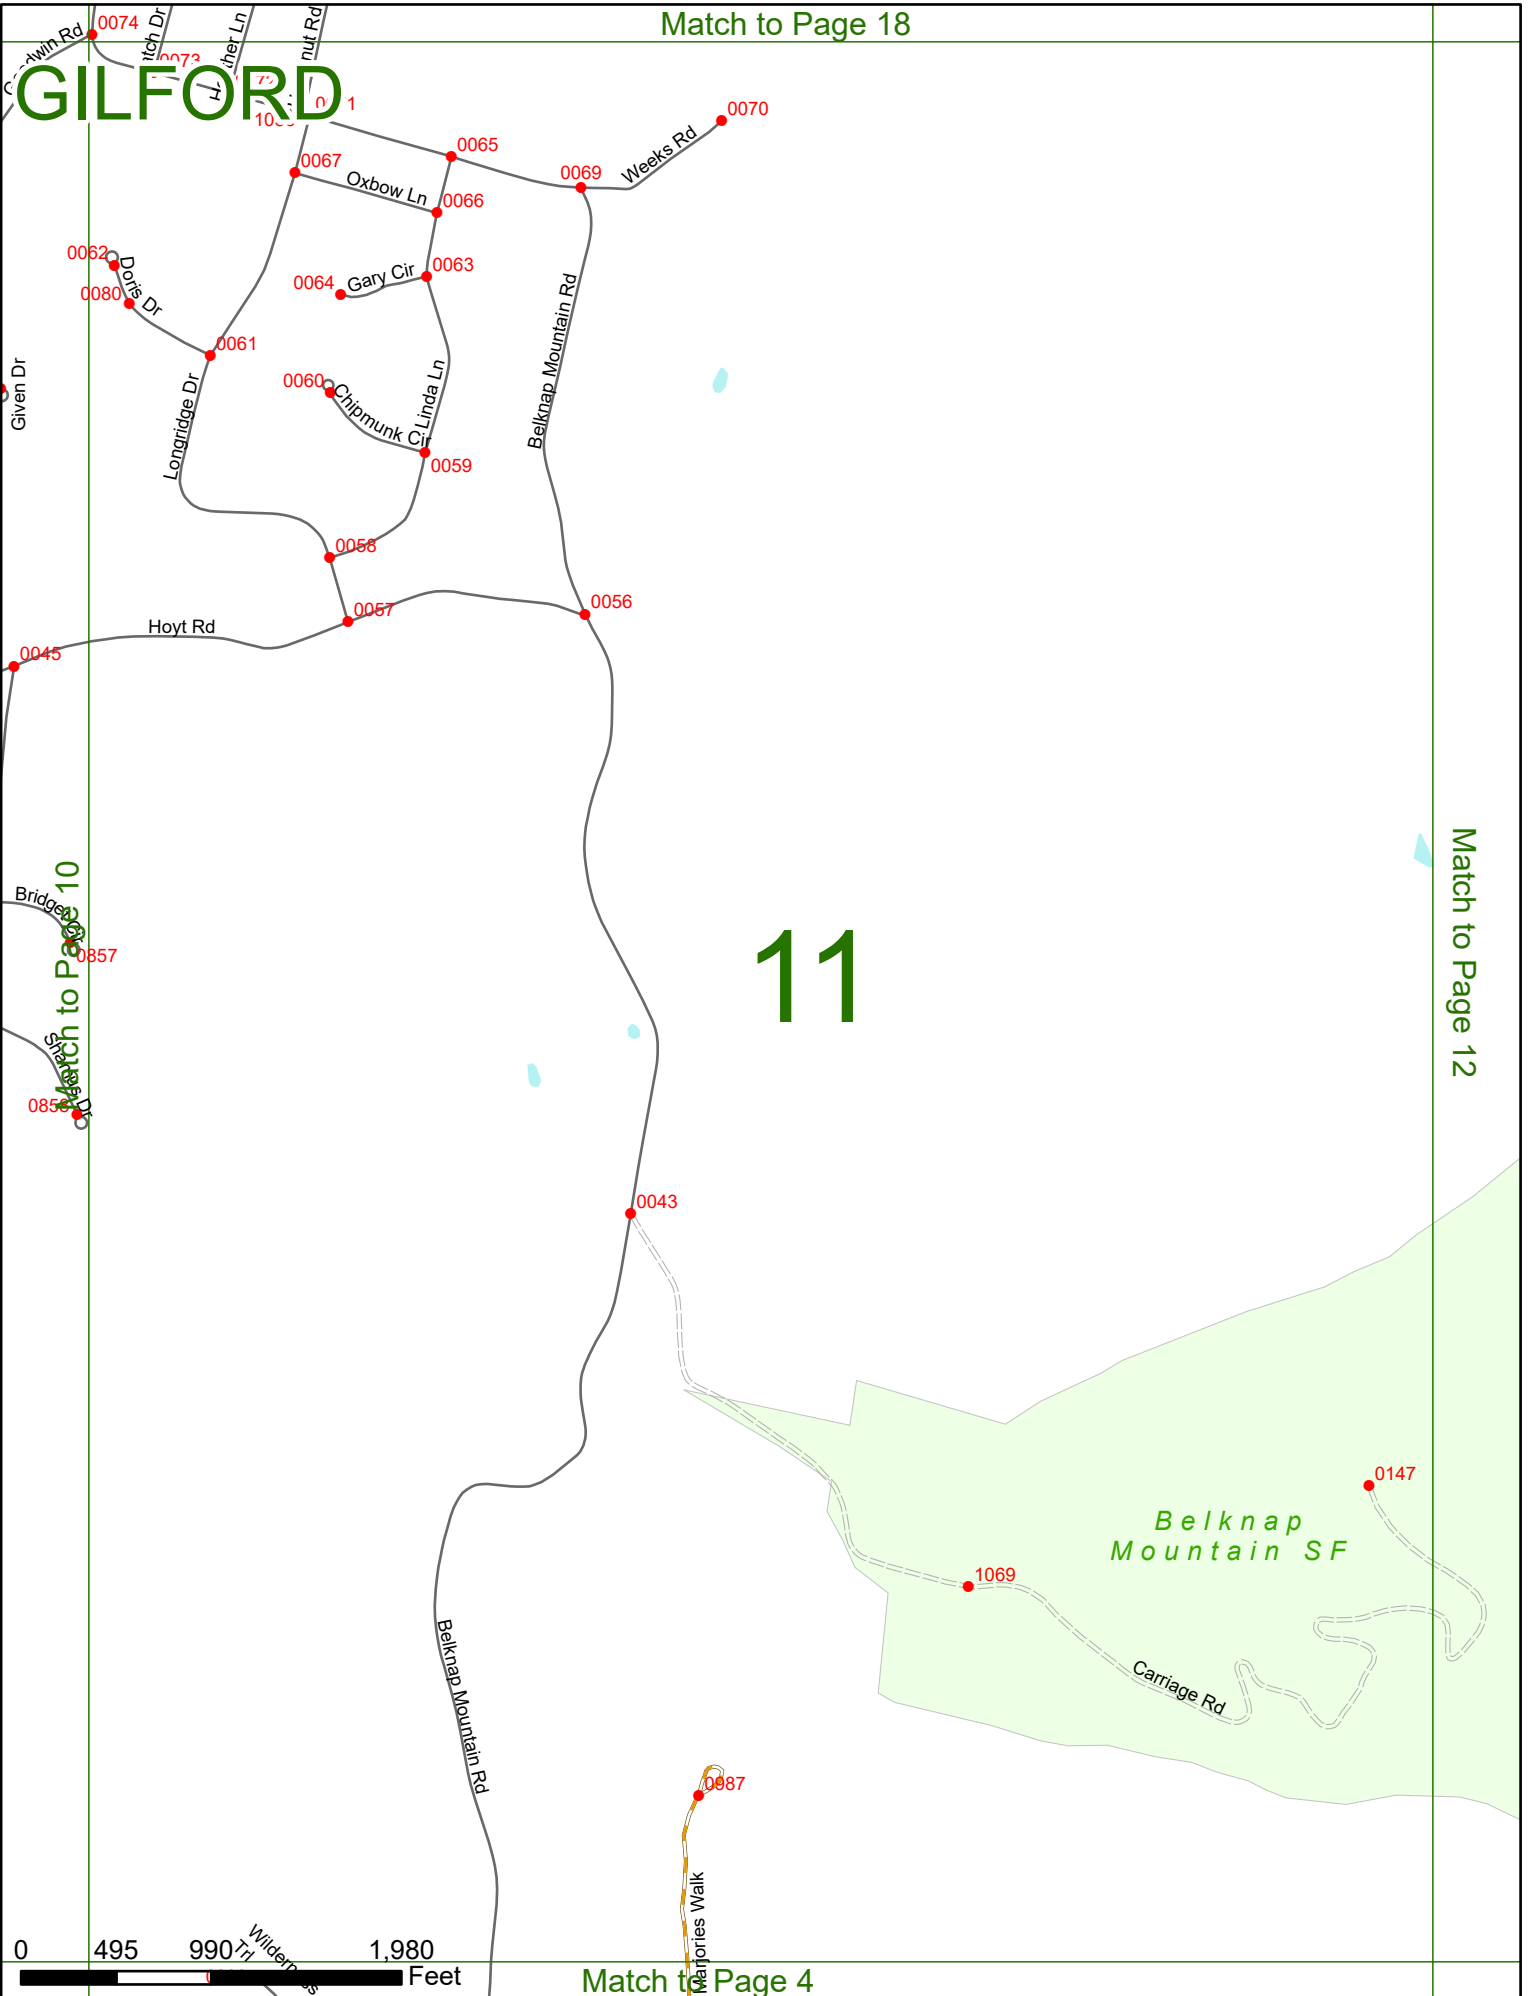 Match to Page 18
0074
GILFORD
0070
0065
0067
Weeks Rd
0069
Oxbow Ln
0066
0062
Doris Dr
0063
0064
Gary Cir
0080
Belknap Mountain Rd
0061
Given Dr
0060
Chipmunk Cir
Linda Ln
Longridge Dr
0059
0058
0057
0056
Hoyt Rd
0045
Match to Page 10
Match to Page 12
0857
11
0043
0147
Belknap
Mountain SF
1069
Carriage Rd
Belknap Mountain Rd
0987
Marjories Walk
Wilderness
Trl
0 495 990 1,980
Feet
Match to Page 4